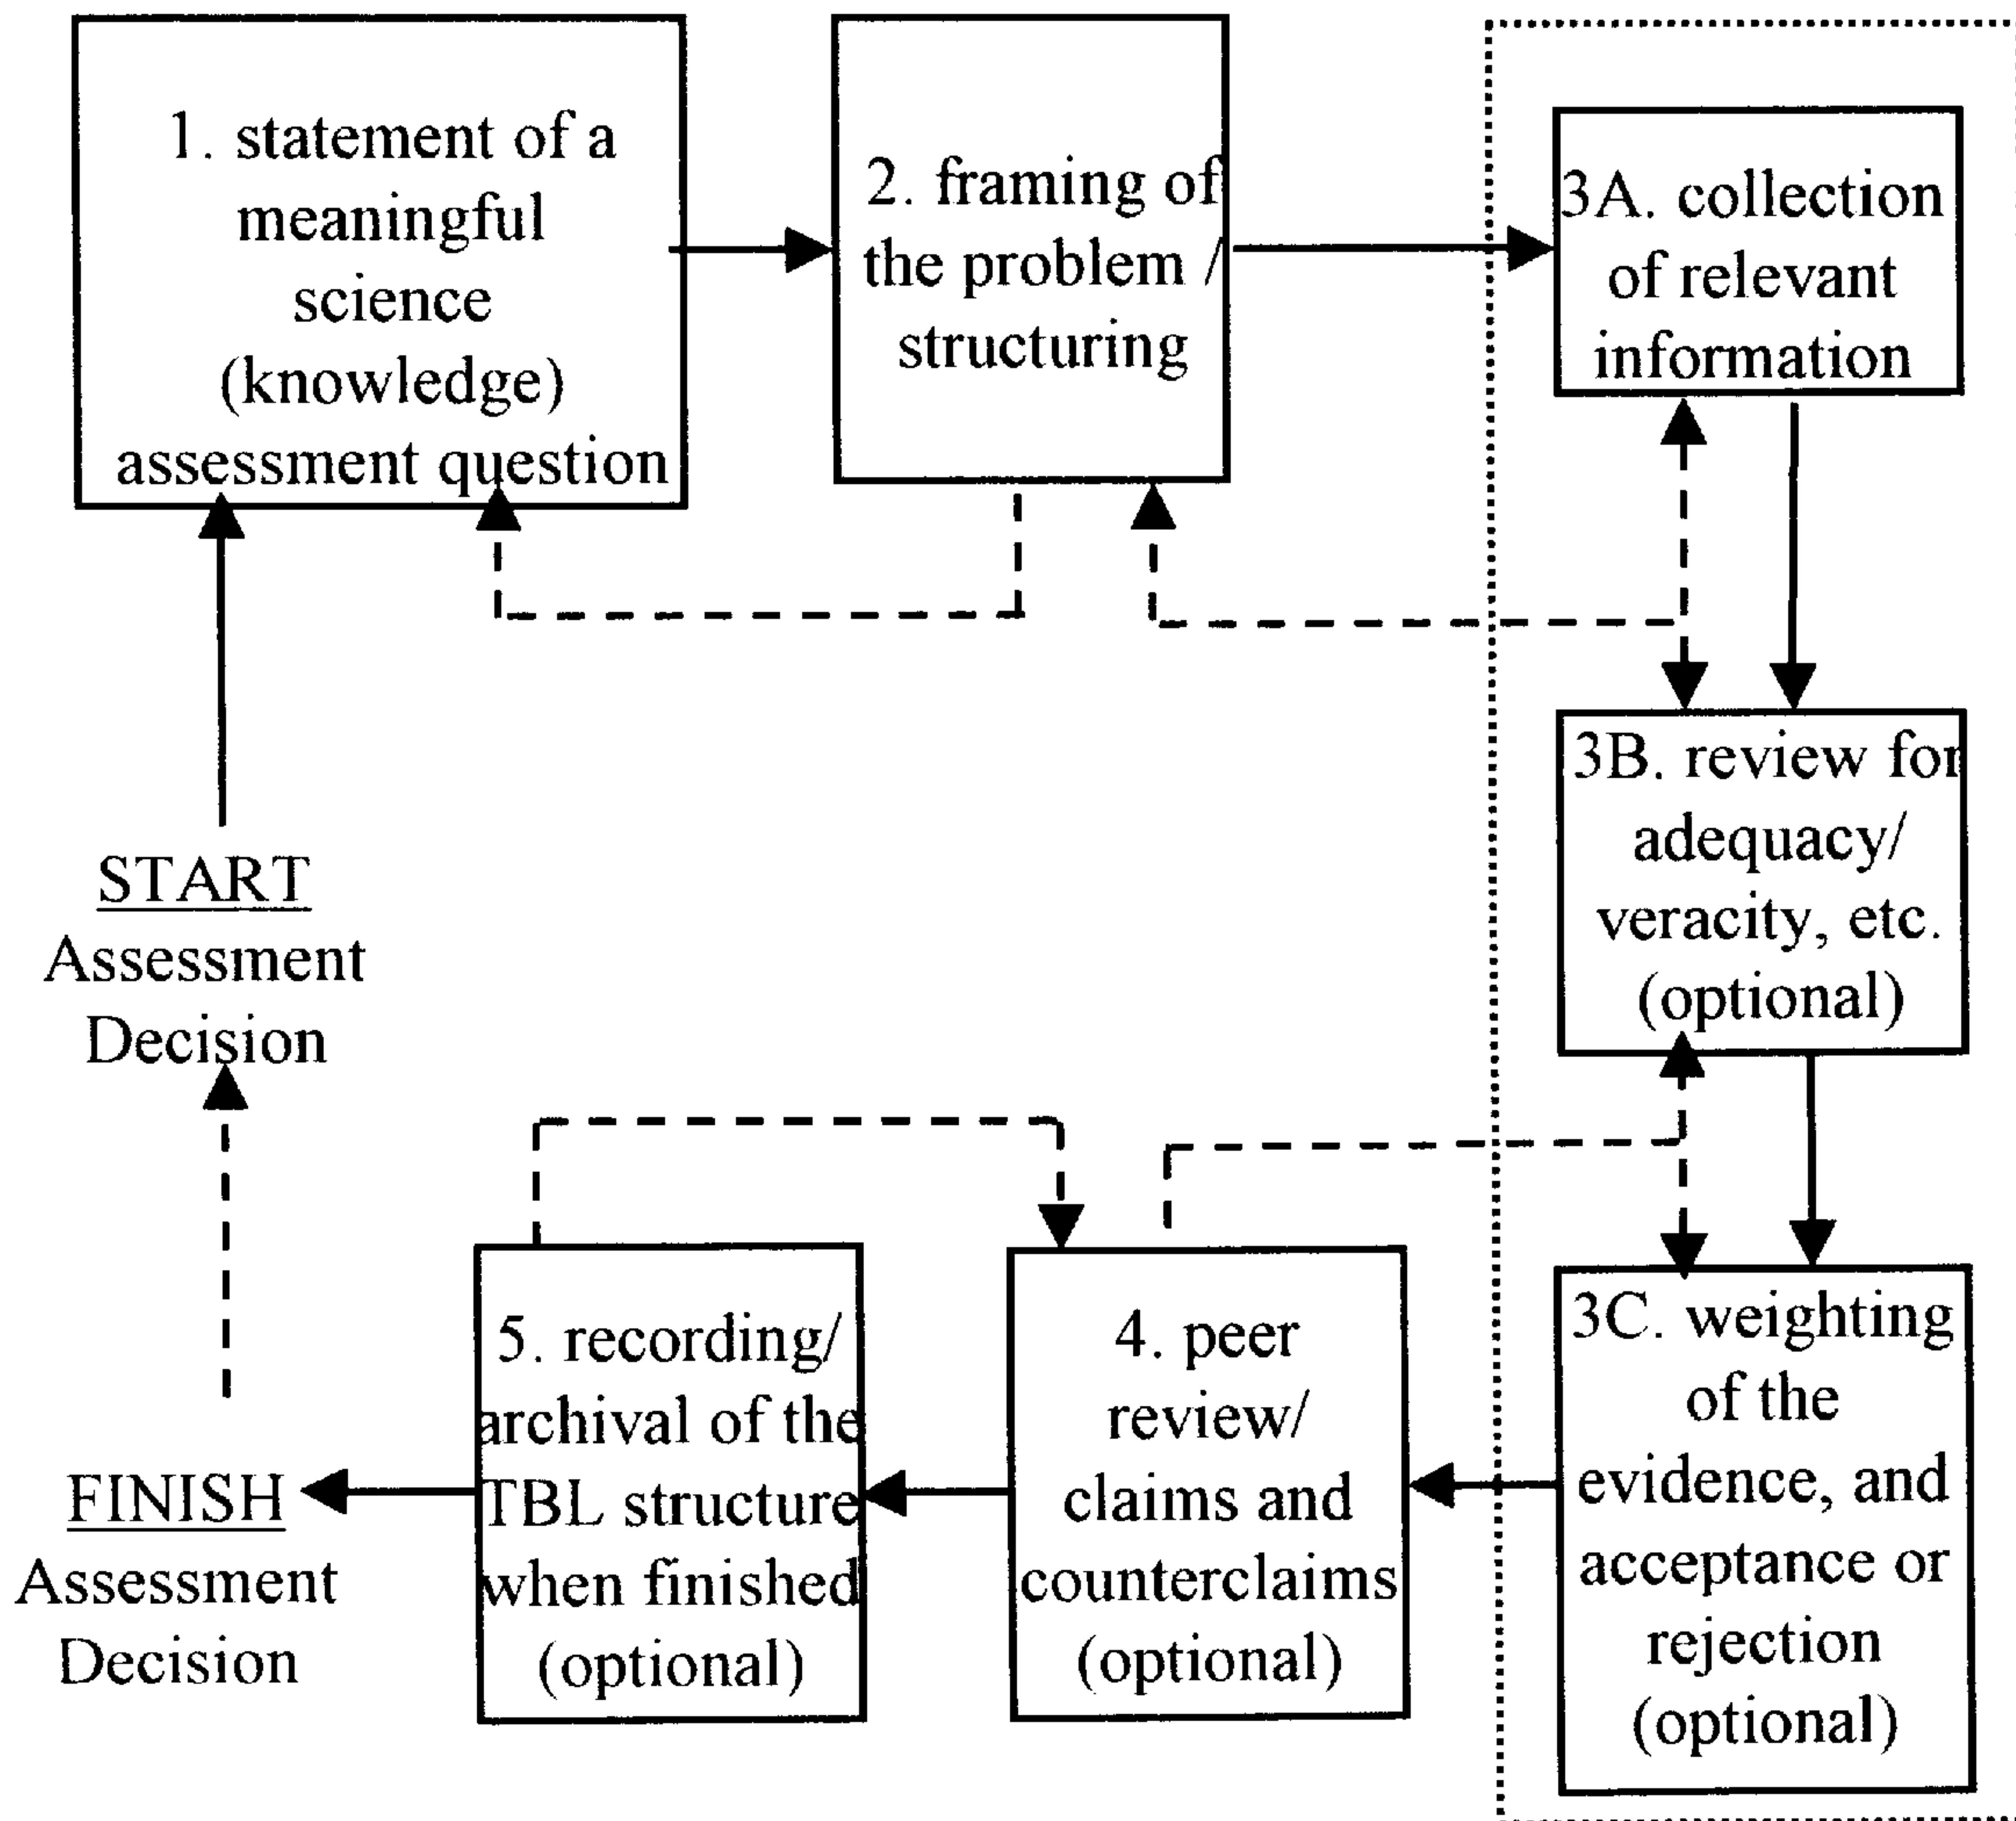 1. statement of a
meaningful
science
(knowledge)
assessment question
2. framing of
the problem /
structuring
3A. collection
of relevant
information
3B. review for
adequacy/
veracity, etc.
(optional)
START
Assessment
Decision
3C. weighting
of the
evidence, and
acceptance or
rejection
(optional)
4. peer
review/
claims and
counterclaims
(optional)
5. recording/
archival of the
TBL structure
when finished
(optional)
FINISH
Assessment
Decision